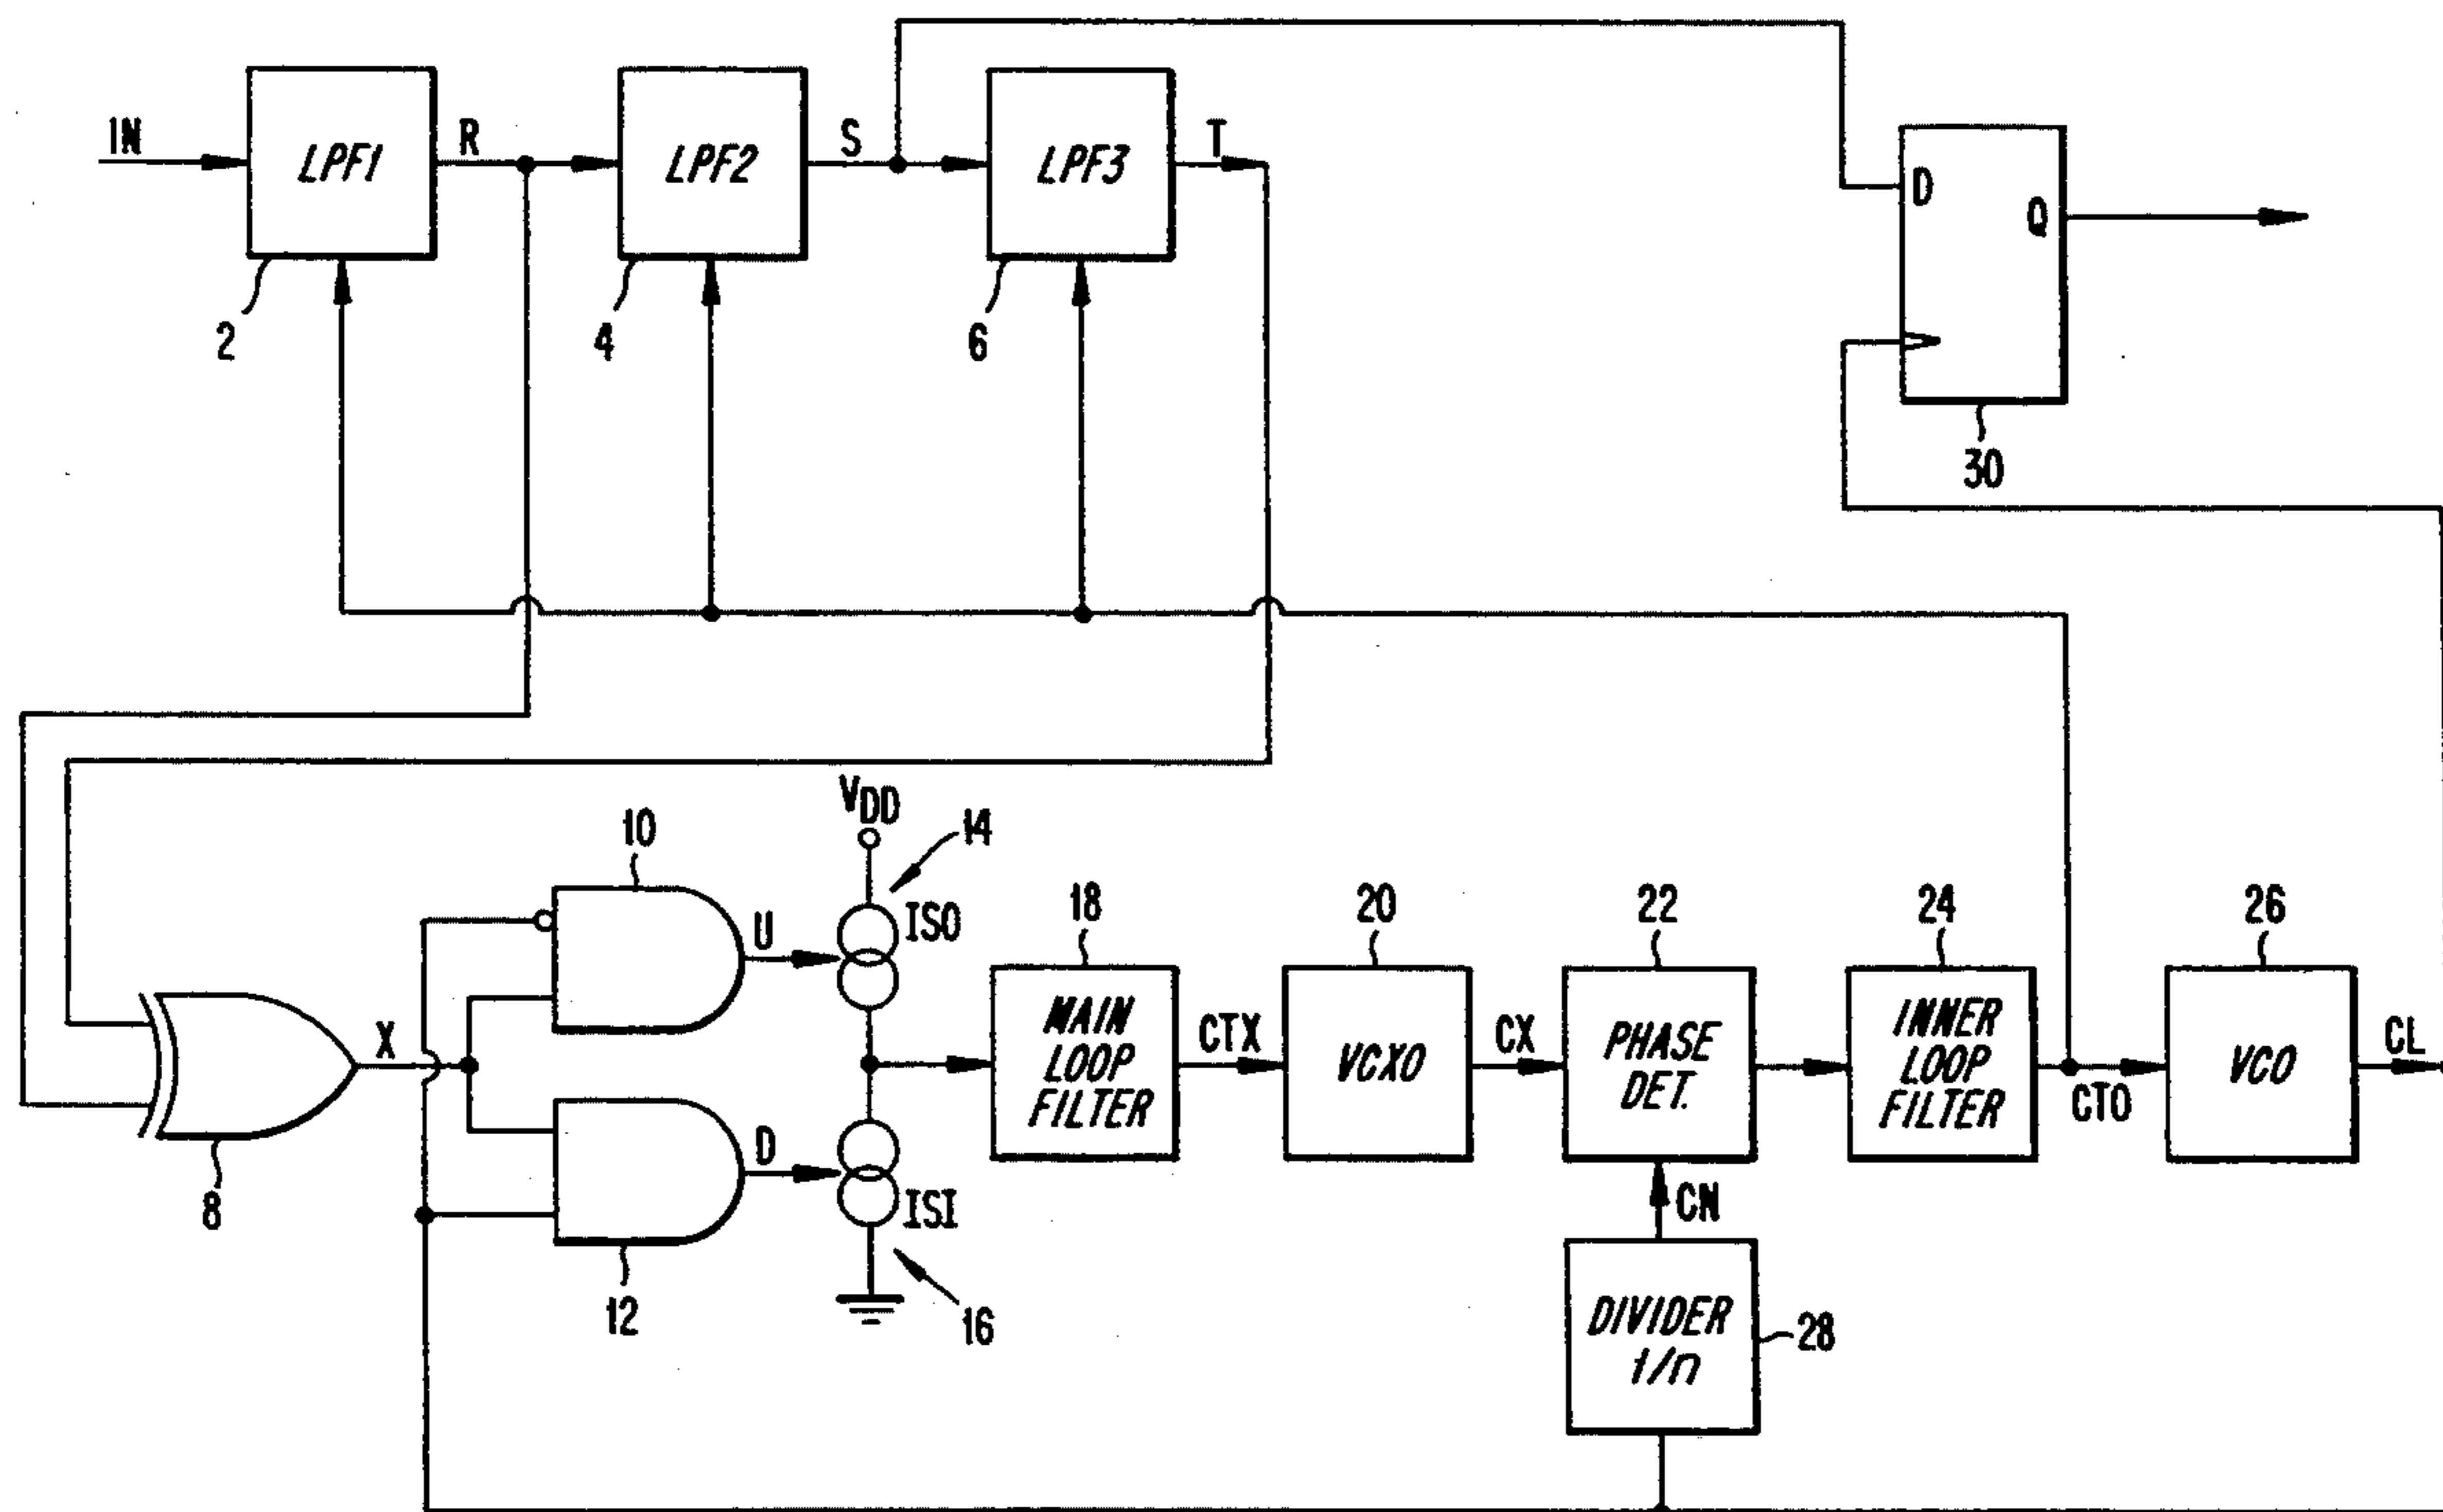 IN
LPF1
R
LPF2
S
LPF3
T
D
Q
2
4
6
30
VDD
10
14
U
ISO
18
20
22
24
26
X
MAIN
LOOP
FILTER
CTX
VCXO
CX
PHASE
DET.
INNER
LOOP
FILTER
CTO
VCO
CL
8
D
ISI
12
16
CN
DIVIDER
1/n
28